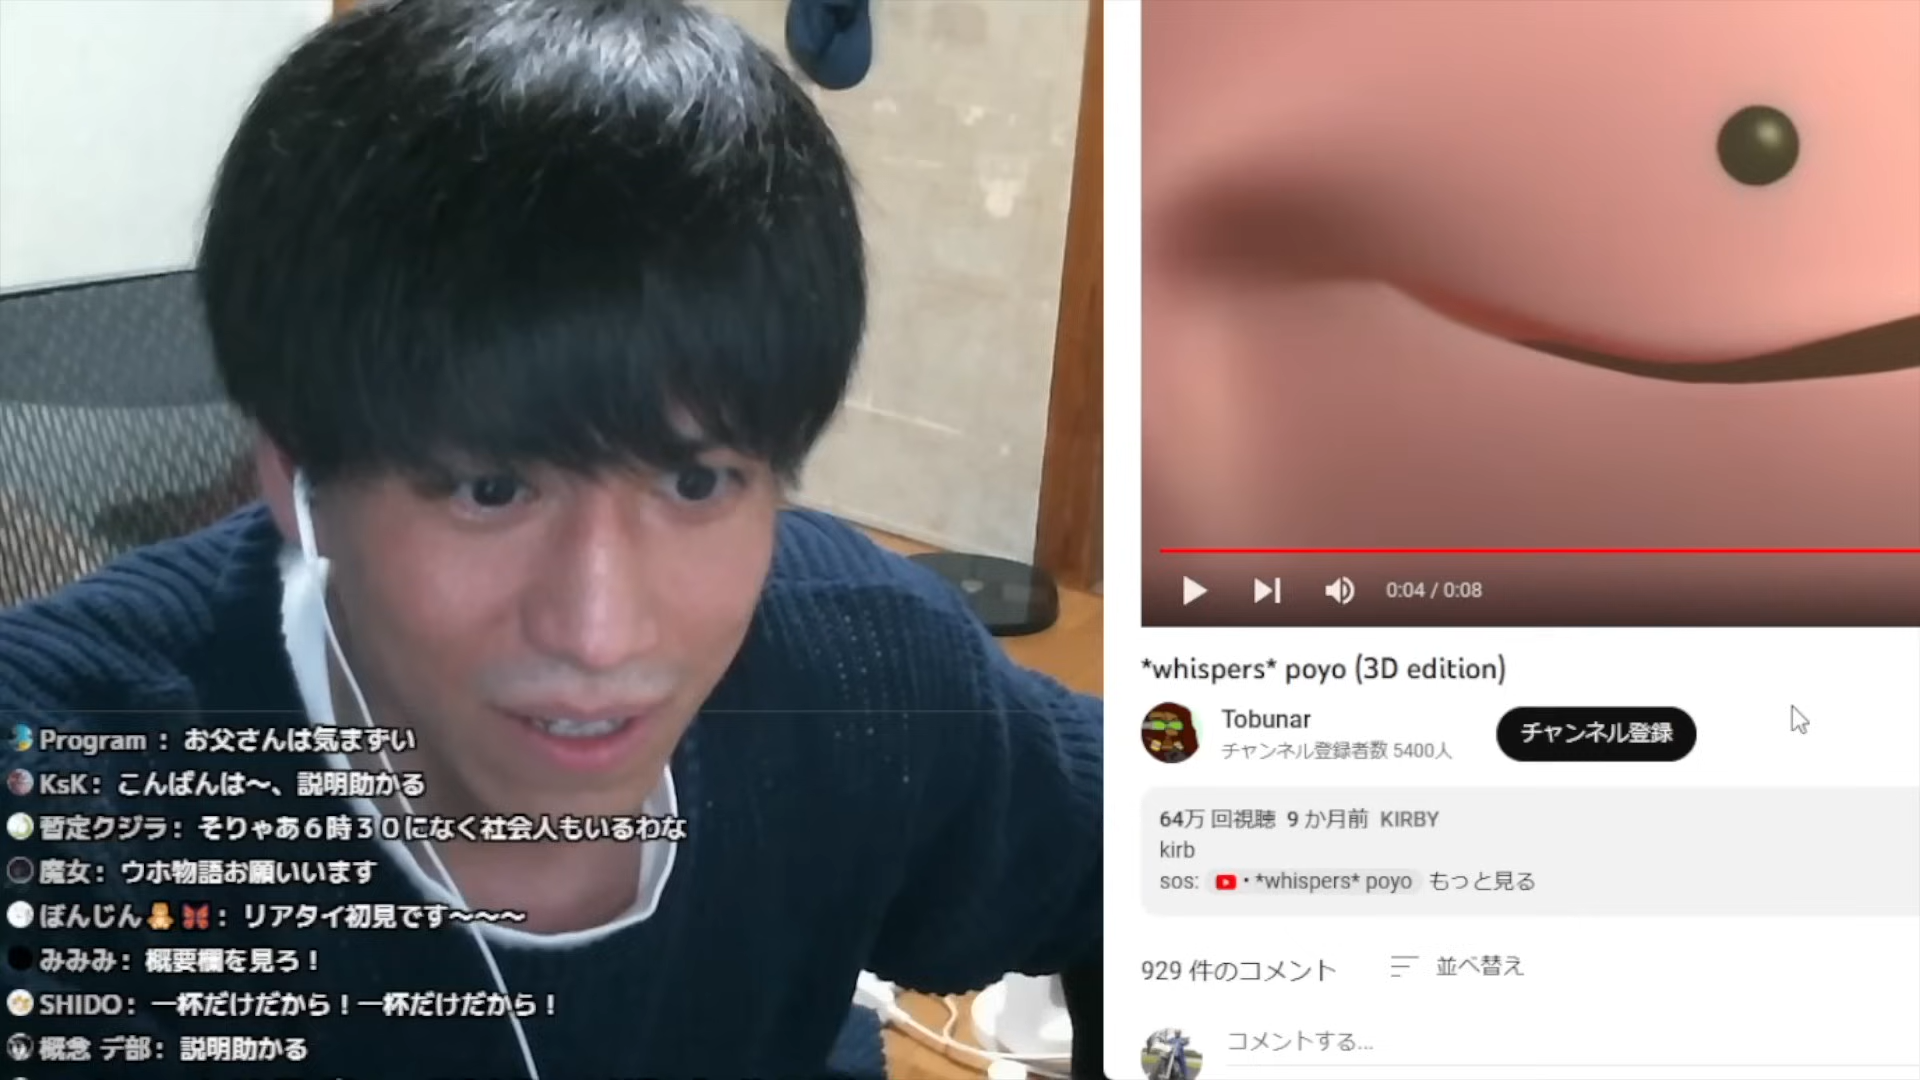 Program : お父さんは気まずい
KsK : こんばんは〜、説明助かる
暫定クジラ : そりゃあ6時30になく社会人もいるわな
魔女 : ウホ物語お願いいます
ぼんじん🧸🦋 : リアタイ初見です〜〜〜
みみみ : 概要欄を見ろ！
SHIDO : 一杯だけだから！一杯だけだから！
概念 デ部 : 説明助かる
0:04 / 0:08
*whispers* poyo (3D edition)
Tobunar
チャンネル登録者数 5400人
チャンネル登録
64万 回視聴 9 か月前 KIRBY
kirb
sos: • *whispers* poyo もっと見る
929 件のコメント 並べ替え
コメントする...